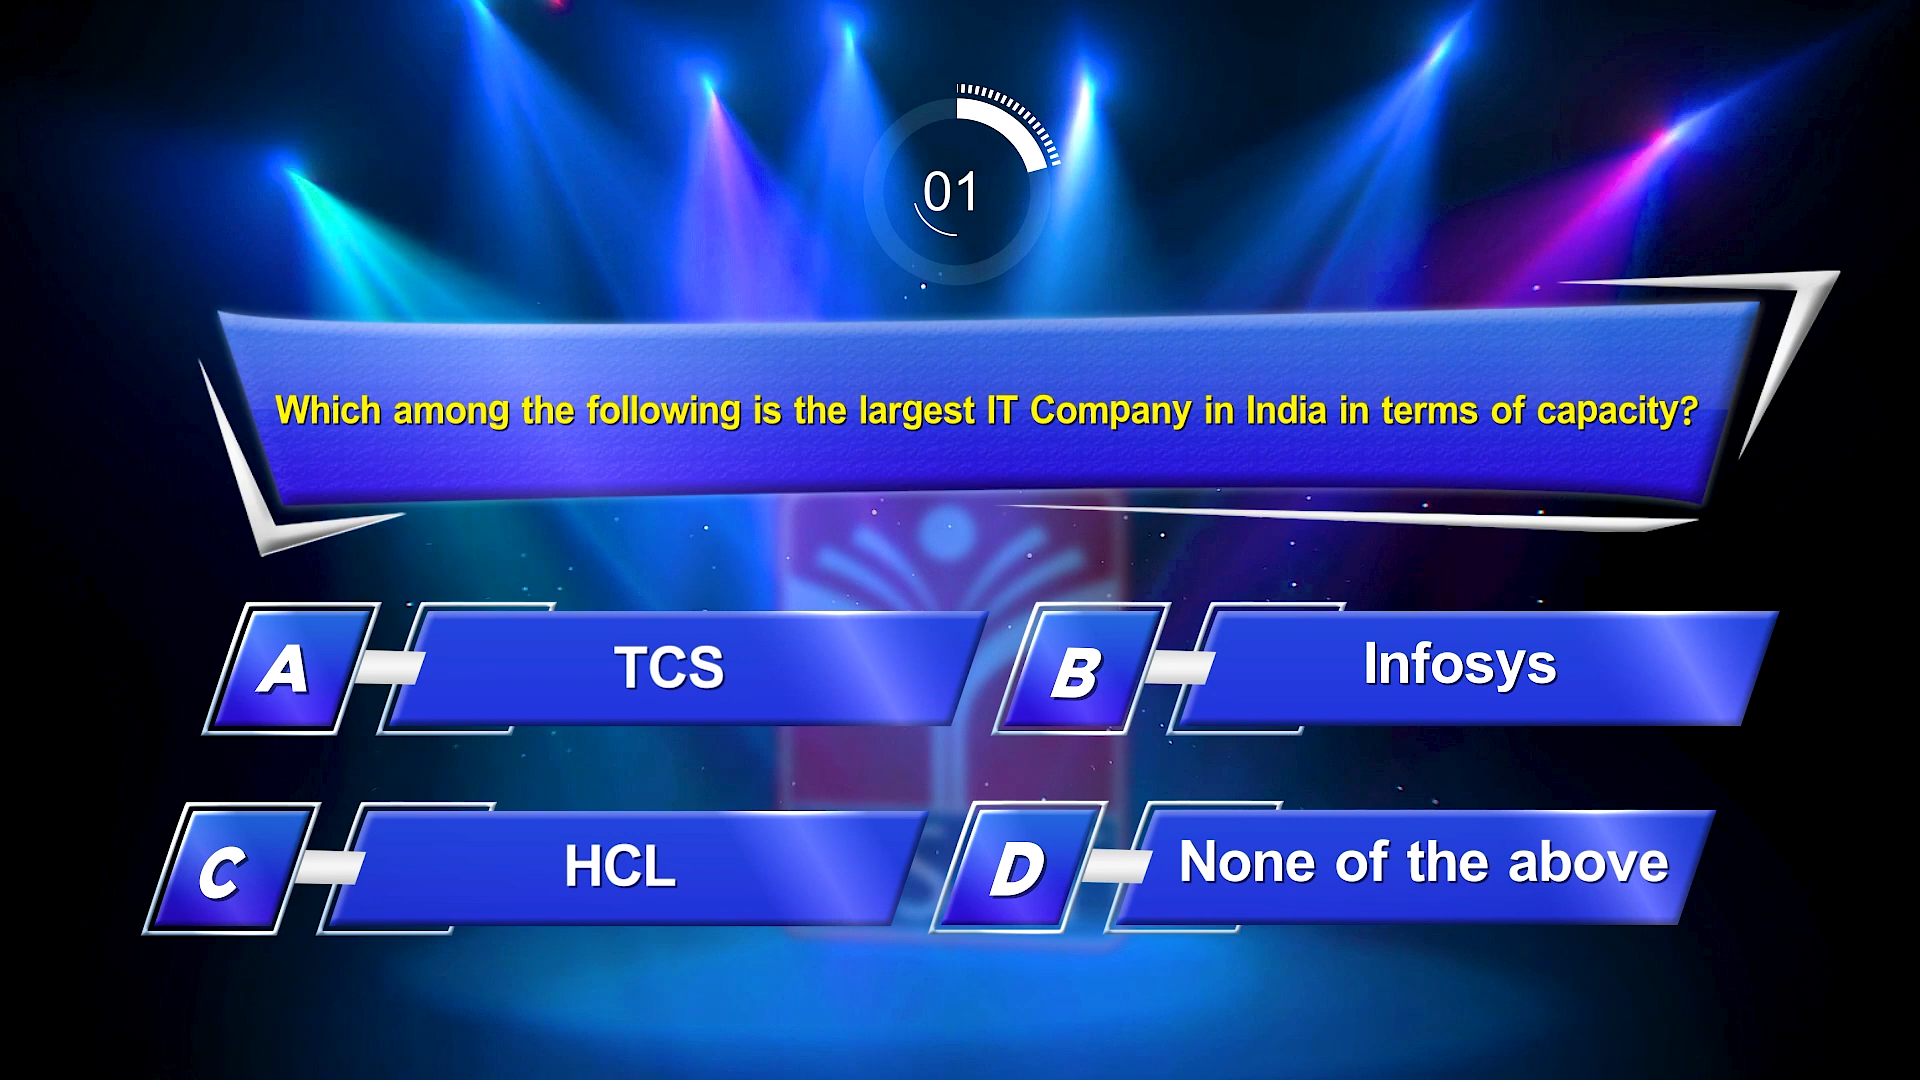 01
Which among the following is the largest IT Company in India in terms of capacity?
A
TCS
B
Infosys
C
HCL
D
None of the above